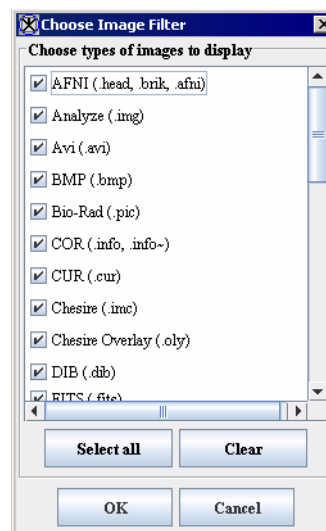 Choose Image Filter
Choose types of images to display
AFNI (.head, .brik, .afni)
Analyze (.img)
Avi (.avi)
BMP (.bmp)
Bio-Rad (.pic)
COR (.info, .info~)
CUR (.cur)
Chesire (.imc)
Chesire Overlay (.oly)
DIB (.dib)
FITS (.fits)
Select all Clear
OK Cancel